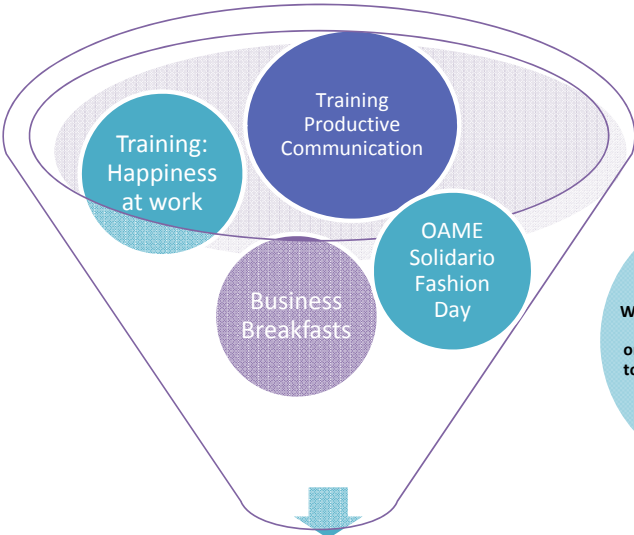 Training
Productive
Communication
Training:
Happiness
at work
OAME
Solidario
Fashion
Day
Business
Breakfasts